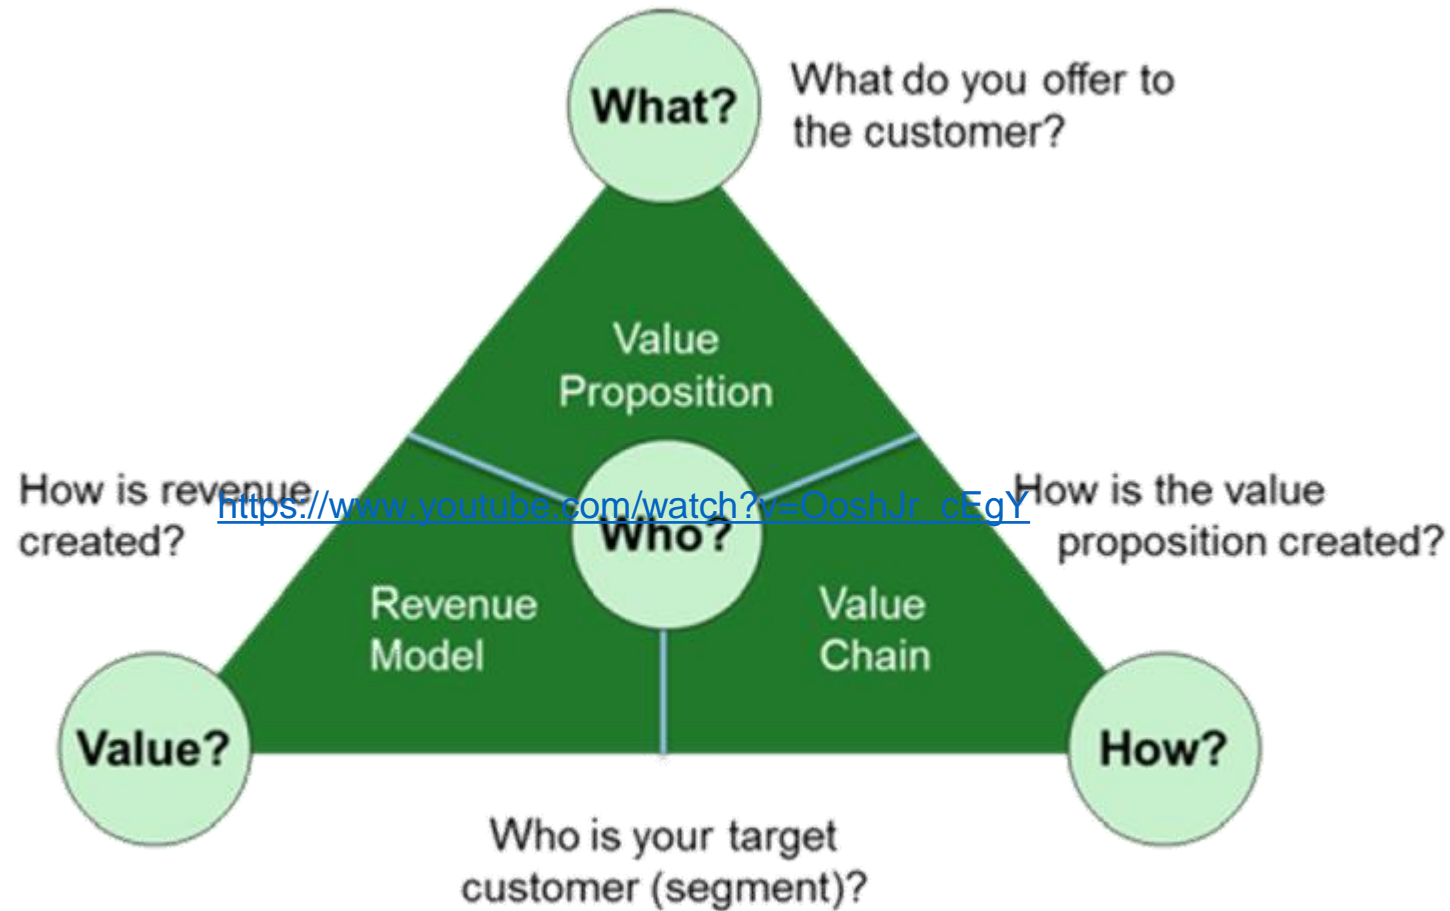 What?
What do you offer to
the customer?
Value
Proposition
How is revenue
created?
https://www.youtube.com/watch?v=OoshJr_cEgY
Who?
How is the value
proposition created?
Revenue
Model
Value
Chain
Value?
How?
Who is your target
customer (segment)?